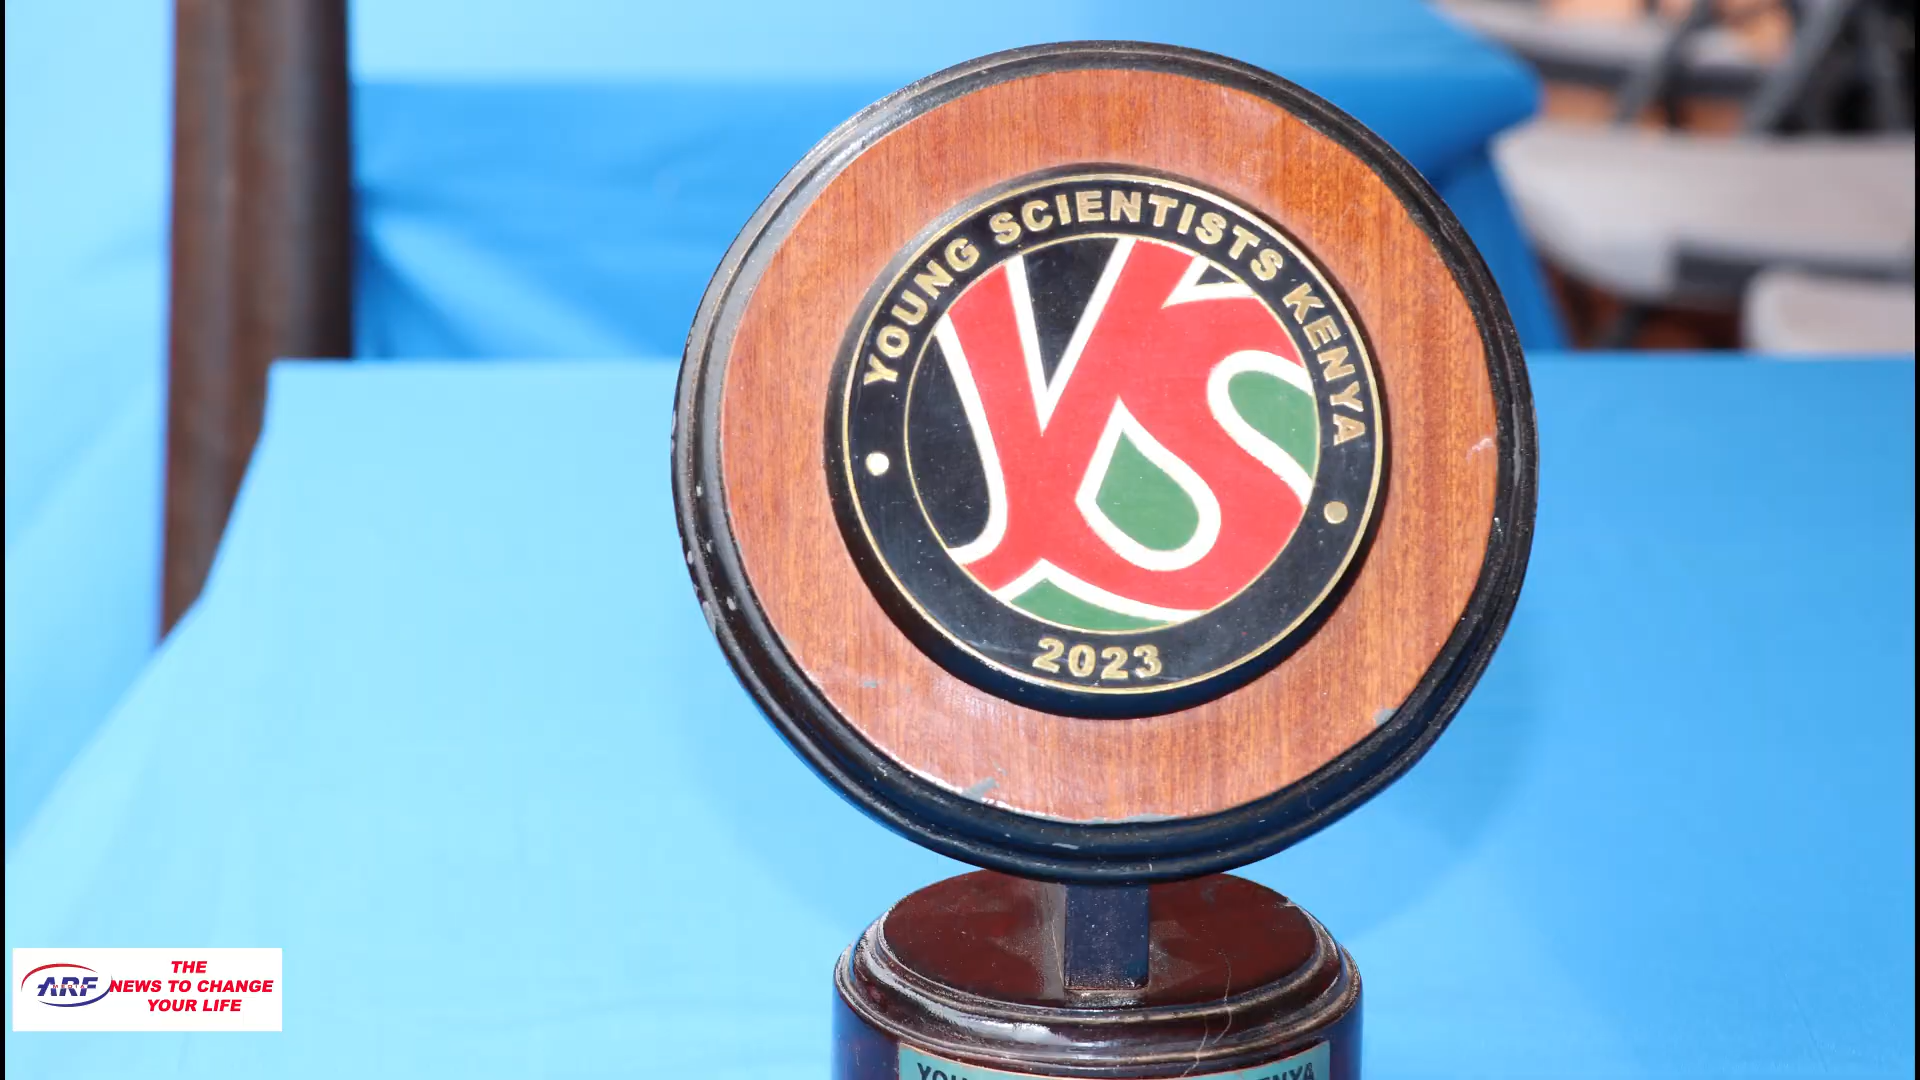 YOUNG SCIENTISTS KENYA
YS
2023
ARF
THE
NEWS TO CHANGE
YOUR LIFE